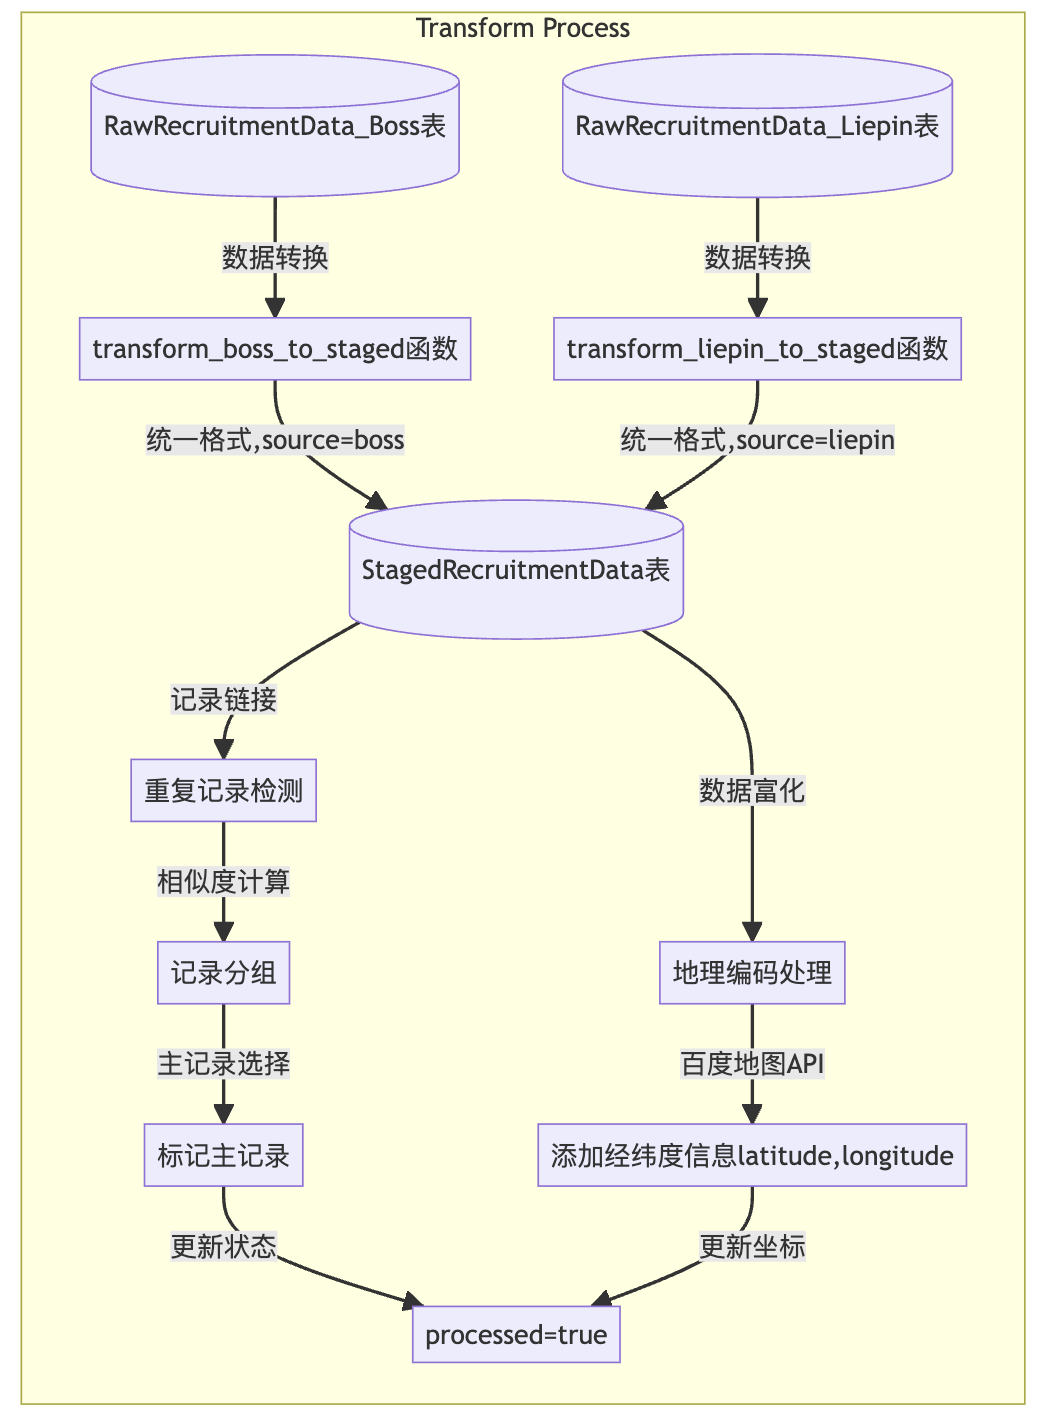 Transform Process
RawRecruitmentData_Boss表
RawRecruitmentData_Liepin表
数据转换
数据转换
transform_boss_to_staged函数
transform_liepin_to_staged函数
统一格式,source=boss
统一格式,source=liepin
StagedRecruitmentData表
记录链接
重复记录检测
数据富化
相似度计算
记录分组
地理编码处理
主记录选择
百度地图API
标记主记录
添加经纬度信息latitude,longitude
更新状态
更新坐标
processed=true